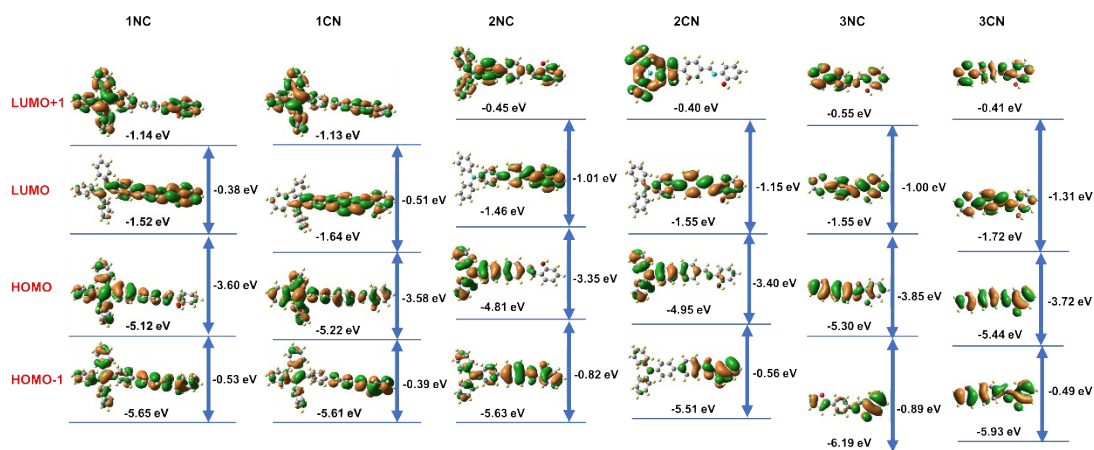 1NC 1CN 2NC 2CN 3NC 3CN
LUMO+1
-1.14 eV -1.13 eV -0.45 eV -0.40 eV -0.55 eV -0.41 eV
-0.38 eV -0.51 eV -1.01 eV -1.15 eV -1.00 eV -1.31 eV
LUMO
-1.52 eV -1.64 eV -1.46 eV -1.55 eV -1.55 eV -1.72 eV
-3.60 eV -3.58 eV -3.35 eV -3.40 eV -3.85 eV -3.72 eV
HOMO
-5.12 eV -5.22 eV -4.81 eV -4.95 eV -5.30 eV -5.44 eV
-0.53 eV -0.39 eV -0.82 eV -0.56 eV -0.89 eV -0.49 eV
HOMO-1
-5.65 eV -5.61 eV -5.63 eV -5.51 eV -6.19 eV -5.93 eV